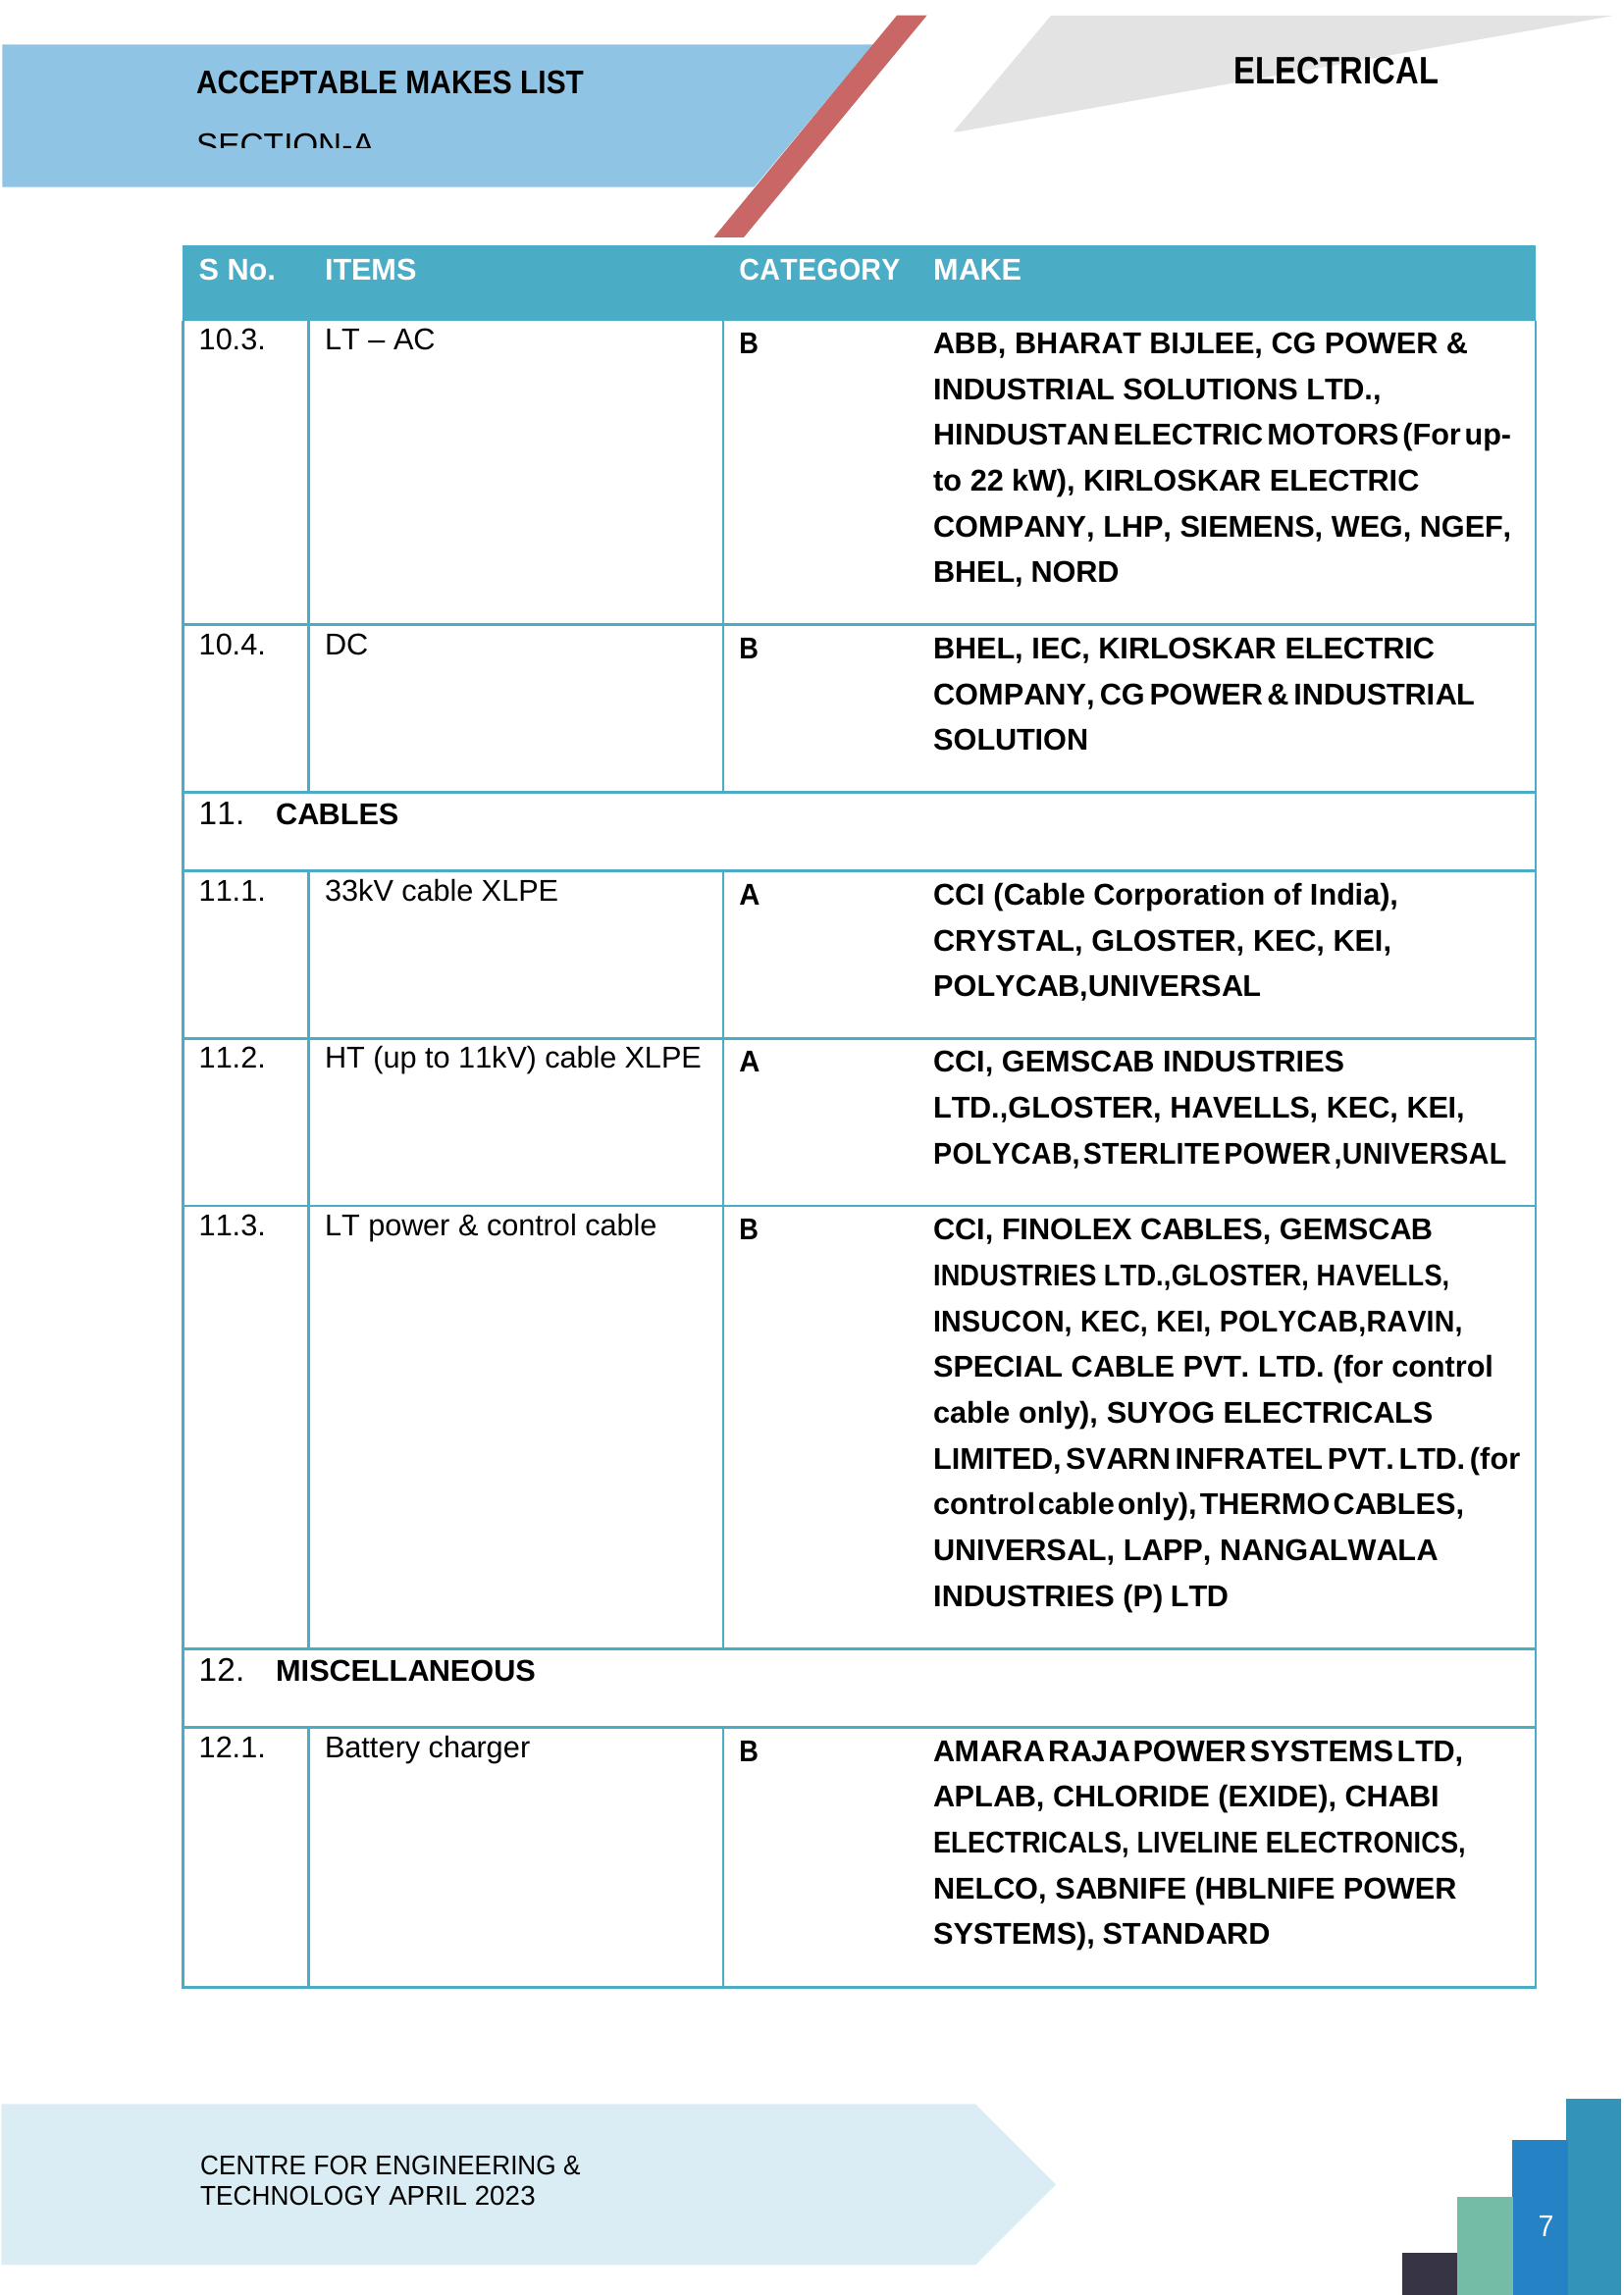 ACCEPTABLE MAKES LIST
ELECTRICAL
SECTION-A
S No. ITEMS CATEGORY MAKE
10.3. LT – AC B ABB, BHARAT BIJLEE, CG POWER &
INDUSTRIAL SOLUTIONS LTD.,
HINDUSTAN ELECTRIC MOTORS (For up-
to 22 kW), KIRLOSKAR ELECTRIC
COMPANY, LHP, SIEMENS, WEG, NGEF,
BHEL, NORD
10.4. DC B BHEL, IEC, KIRLOSKAR ELECTRIC
COMPANY, CG POWER & INDUSTRIAL
SOLUTION
11. CABLES
11.1. 33kV cable XLPE A CCI (Cable Corporation of India),
CRYSTAL, GLOSTER, KEC, KEI,
POLYCAB,UNIVERSAL
11.2. HT (up to 11kV) cable XLPE A CCI, GEMSCAB INDUSTRIES
LTD.,GLOSTER, HAVELLS, KEC, KEI,
POLYCAB, STERLITE POWER ,UNIVERSAL
11.3. LT power & control cable B CCI, FINOLEX CABLES, GEMSCAB
INDUSTRIES LTD.,GLOSTER, HAVELLS,
INSUCON, KEC, KEI, POLYCAB,RAVIN,
SPECIAL CABLE PVT. LTD. (for control
cable only), SUYOG ELECTRICALS
LIMITED, SVARN INFRATEL PVT. LTD. (for
control cable only), THERMO CABLES,
UNIVERSAL, LAPP, NANGALWALA
INDUSTRIES (P) LTD
12. MISCELLANEOUS
12.1. Battery charger B AMARA RAJA POWER SYSTEMS LTD,
APLAB, CHLORIDE (EXIDE), CHABI
ELECTRICALS, LIVELINE ELECTRONICS,
NELCO, SABNIFE (HBLNIFE POWER
SYSTEMS), STANDARD
CENTRE FOR ENGINEERING &
TECHNOLOGY APRIL 2023
7